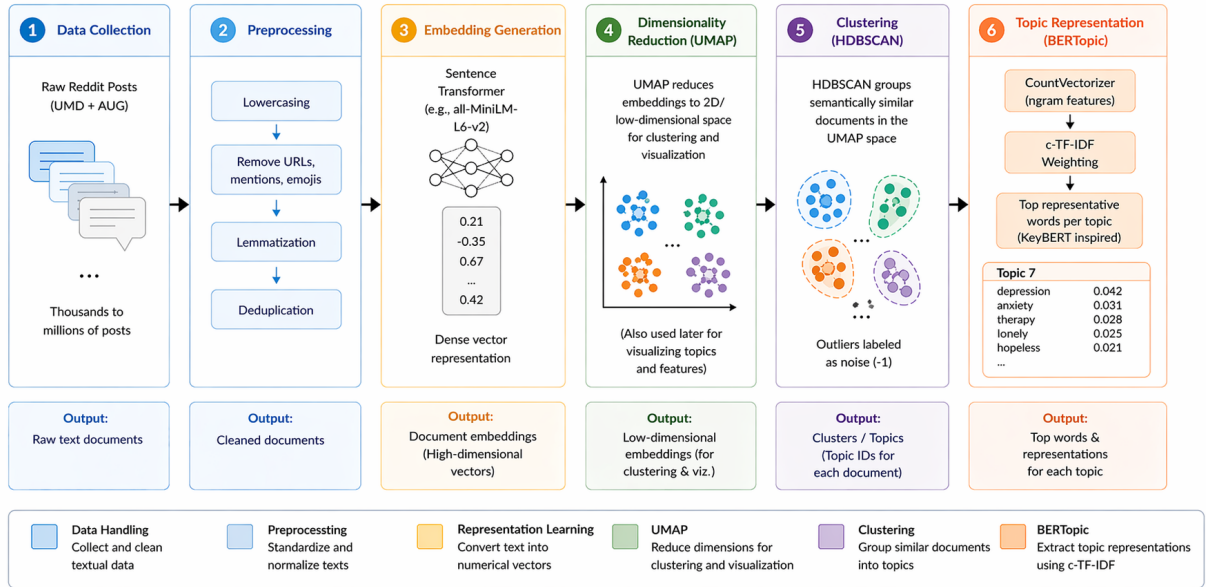 1 Data Collection
Raw Reddit Posts
(UMD + AUG)
...
Thousands to
millions of posts
2 Preprocessing
Lowercasing
Remove URLs,
mentions, emojis
Lemmatization
Deduplication
3 Embedding Generation
Sentence
Transformer
(e.g., all-MiniLM-
L6-v2)
0.21
-0.35
0.67
...
0.42
Dense vector
representation
4 Dimensionality
Reduction (UMAP)
UMAP reduces
embeddings to 2D/
low-dimensional space
for clustering and
visualization
...
(Also used later for
visualizing topics
and features)
5 Clustering
(HDBSCAN)
HDBSCAN groups
semantically similar
documents in the
UMAP space
...
...
Outliers labeled
as noise (-1)
6 Topic Representation
(BERTopic)
CountVectorizer
(ngram features)
c-TF-IDF
Weighting
Top representative
words per topic
(KeyBERT inspired)
Topic 7
depression 0.042
anxiety 0.031
therapy 0.028
lonely 0.025
hopeless 0.021
...
Output:
Raw text documents
Output:
Cleaned documents
Output:
Document embeddings
(High-dimensional
vectors)
Output:
Low-dimensional
embeddings (for
clustering & viz.)
Output:
Clusters / Topics
(Topic IDs for
each document)
Output:
Top words &
representations
for each topic
Data Handling
Collect and clean
textual data
Preprocesstng
Standardize and
normalize texts
Representation Learning
Convert text into
numerical vectors
UMAP
Reduce dimensions for
clustering and visualization
Clustering
Group similar documents
into topics
BERTopic
Extract topic representations
using c-TF-IDF